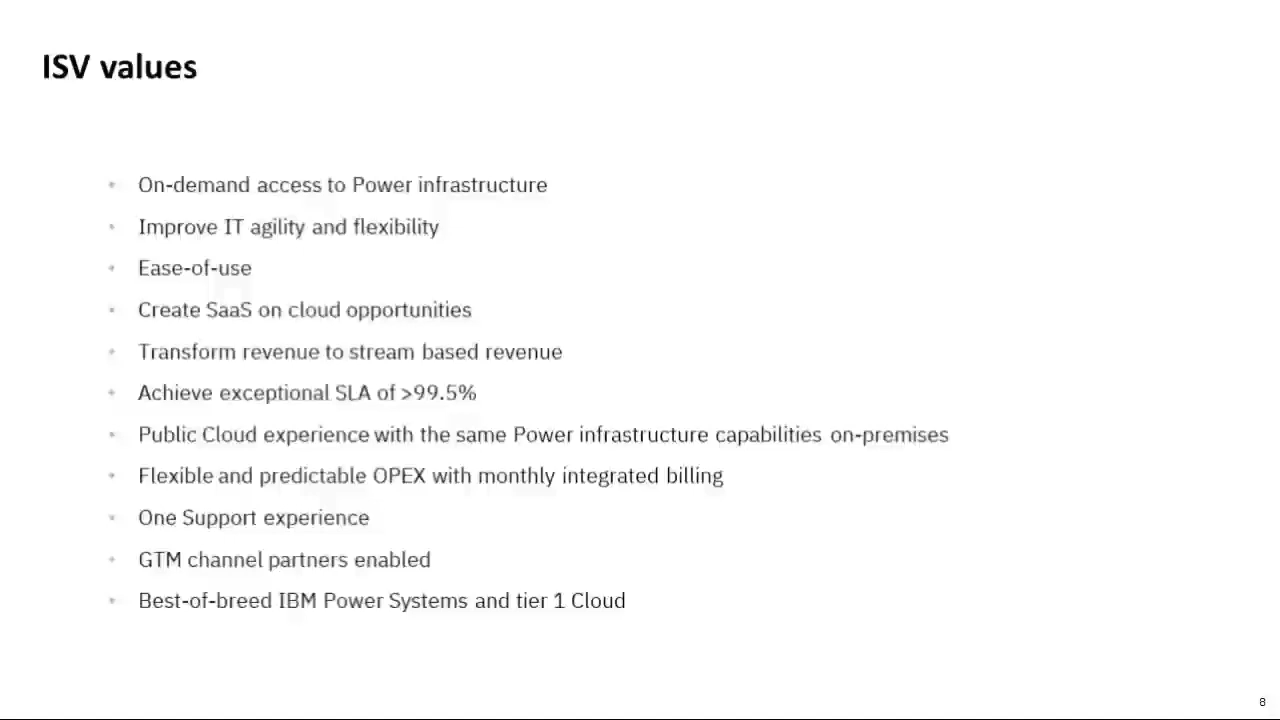 ISV values
• On-demand access to Power infrastructure
• Improve IT agility and flexibility
• Ease-of-use
• Create SaaS on cloud opportunities
• Transform revenue to stream based revenue
• Achieve exceptional SLA of >99.5%
• Public Cloud experience with the same Power infrastructure capabilities on-premises
• Flexible and predictable OPEX with monthly integrated billing
• One Support experience
• GTM channel partners enabled
• Best-of-breed IBM Power Systems and tier 1 Cloud
8